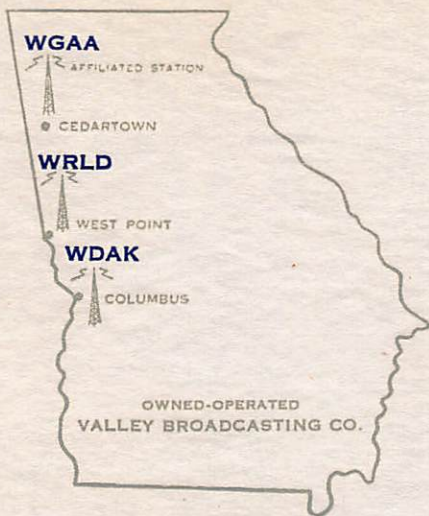 WGAA
AFFILIATED STATION
CEDARTOWN
WRLD
WEST POINT
WDAK
COLUMBUS
OWNED-OPERATED
VALLEY BROADCASTING CO.